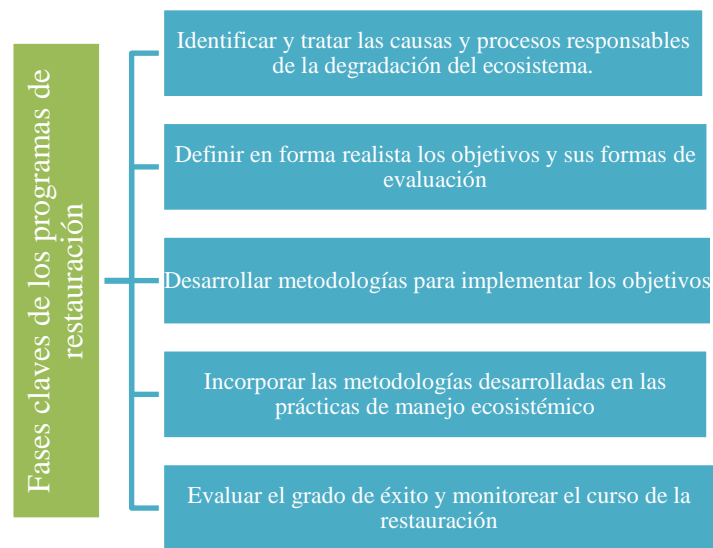 Fases claves de los programas de
restauración
Identificar y tratar las causas y procesos responsables
de la degradación del ecosistema.
Definir en forma realista los objetivos y sus formas de
evaluación
Desarrollar metodologías para implementar los objetivos
Incorporar las metodologías desarrolladas en las
prácticas de manejo ecosistémico
Evaluar el grado de éxito y monitorear el curso de la
restauración